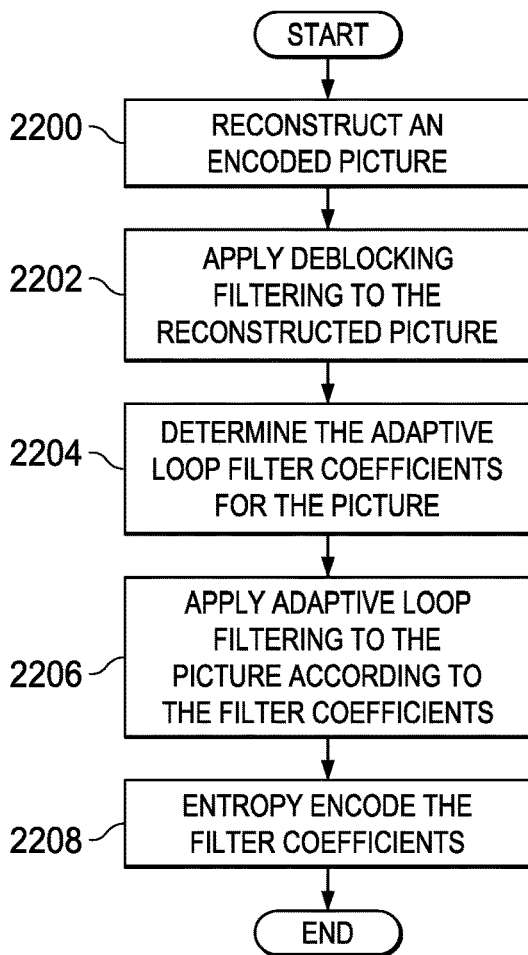 START
2200
RECONSTRUCT AN
ENCODED PICTURE
2202
APPLY DEBLOCKING
FILTERING TO THE
RECONSTRUCTED PICTURE
2204
DETERMINE THE ADAPTIVE
LOOP FILTER COEFFICIENTS
FOR THE PICTURE
2206
APPLY ADAPTIVE LOOP
FILTERING TO THE
PICTURE ACCORDING TO
THE FILTER COEFFICIENTS
2208
ENTROPY ENCODE THE
FILTER COEFFICIENTS
END